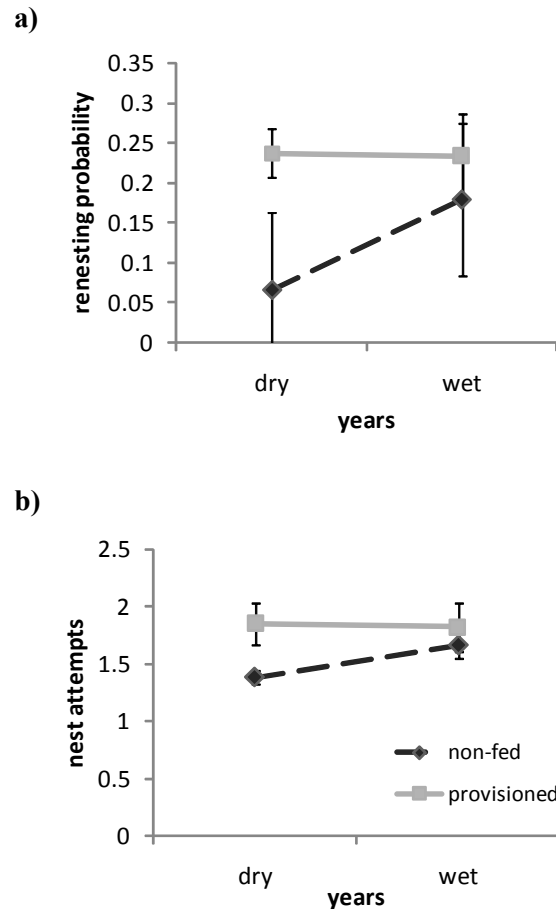 a)
0.35
0.3
0.25
0.2
0.15
0.1
0.05
0
renesting probability
dry wet
years
b)
2.5
2
1.5
1
0.5
0
nest attempts
non-fed
provisioned
dry wet
years